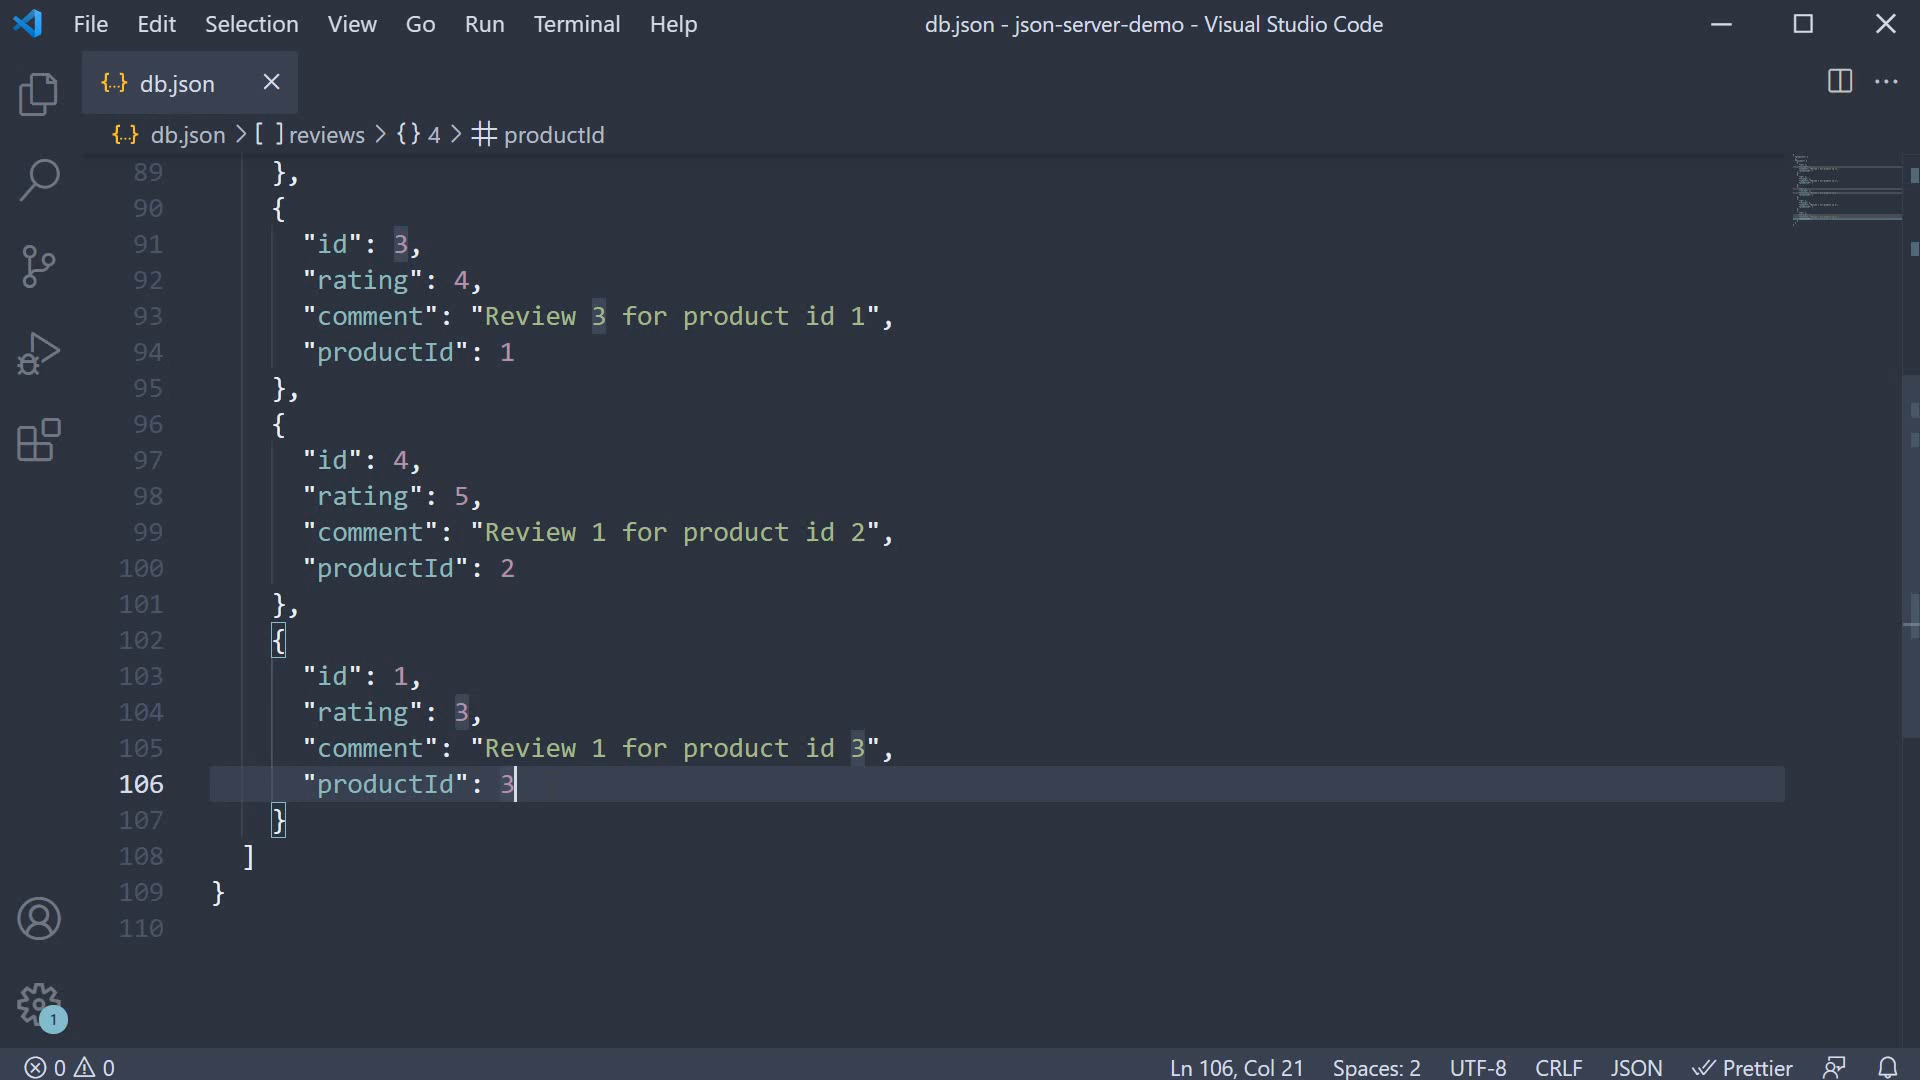 File Edit Selection View Go Run Terminal Help db.json - json-server-demo - Visual Studio Code
{..} db.json
{..} db.json > [ ] reviews > {} 4 > # productId
89 },
90 {
91 "id": 3,
92 "rating": 4,
93 "comment": "Review 3 for product id 1",
94 "productId": 1
95 },
96 {
97 "id": 4,
98 "rating": 5,
99 "comment": "Review 1 for product id 2",
100 "productId": 2
101 },
102 {
103 "id": 1,
104 "rating": 3,
105 "comment": "Review 1 for product id 3",
106 "productId": 3
107 }
108 ]
109 }
110
1
0 0 Ln 106, Col 21 Spaces: 2 UTF-8 CRLF JSON Prettier